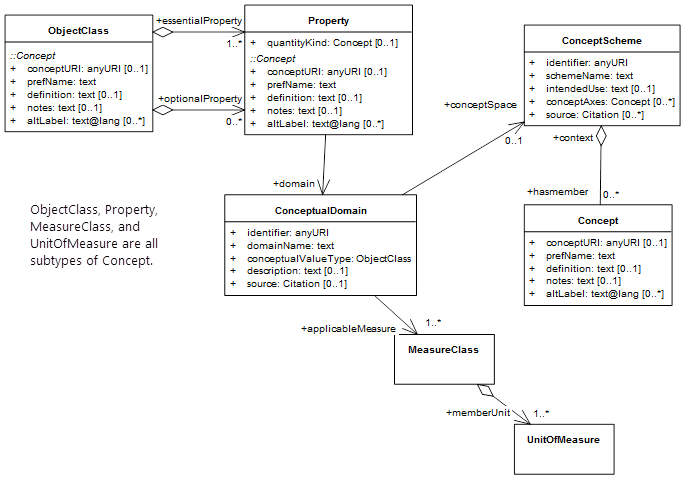 ObjectClass
::Concept
+ conceptURI: anyURI [0..1]
+ prefName: text
+ definition: text [0..1]
+ notes: text [0..1]
+ altLabel: text@lang [0..*]
+essentialProperty
1..*
+optionalProperty
0..*
Property
+ quantityKind: Concept [0..1]
::Concept
+ conceptURI: anyURI [0..1]
+ prefName: text
+ definition: text [0..1]
+ notes: text [0..1]
+ altLabel: text@lang [0..*]
+conceptSpace
0..1
ConceptScheme
+ identifier: anyURI
+ schemeName: text
+ intendedUse: text [0..1]
+ conceptAxes: Concept [0..*]
+ source: Citation [0..*]
+context
+hasmember
0..*
+domain
ObjectClass, Property,
MeasureClass, and
UnitOfMeasure are all
subtypes of Concept.
ConceptualDomain
+ identifier: anyURI
+ domainName: text
+ conceptualValueType: ObjectClass
+ description: text [0..1]
+ source: Citation [0..1]
Concept
+ conceptURI: anyURI [0..1]
+ prefName: text
+ definition: text [0..1]
+ notes: text [0..1]
+ altLabel: text@lang [0..*]
+applicableMeasure
1..*
MeasureClass
+memberUnit
1..*
UnitOfMeasure